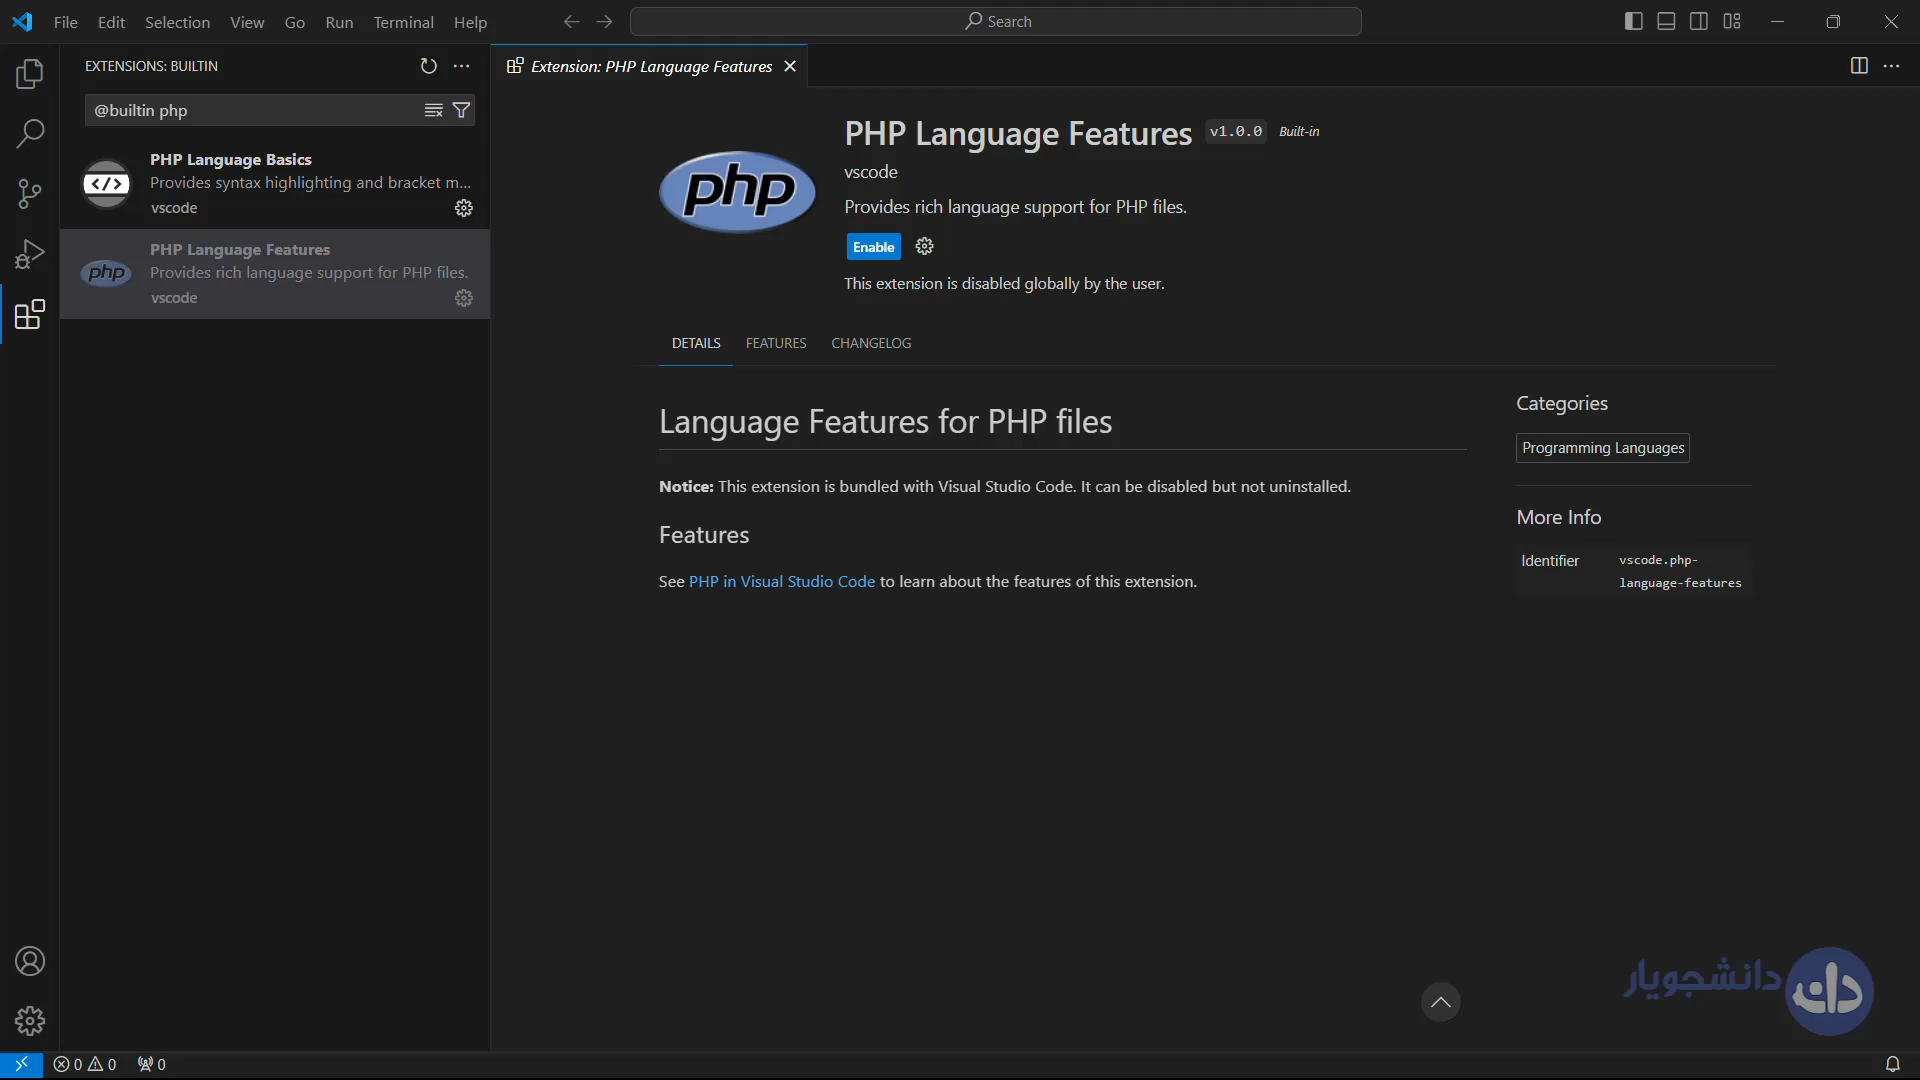 File Edit Selection View Go Run Terminal Help
Search
EXTENSIONS: BUILTIN
@builtin php
PHP Language Basics
Provides syntax highlighting and bracket m...
vscode
PHP Language Features
Provides rich language support for PHP files.
vscode
php
Extension: PHP Language Features
php
PHP Language Features v1.0.0 Built-in
vscode
Provides rich language support for PHP files.
Enable
This extension is disabled globally by the user.
DETAILS FEATURES CHANGELOG
Language Features for PHP files
Notice: This extension is bundled with Visual Studio Code. It can be disabled but not uninstalled.
Features
See PHP in Visual Studio Code to learn about the features of this extension.
Categories
Programming Languages
More Info
Identifier vscode.php-
language-features
دانشجویار
0 0 0